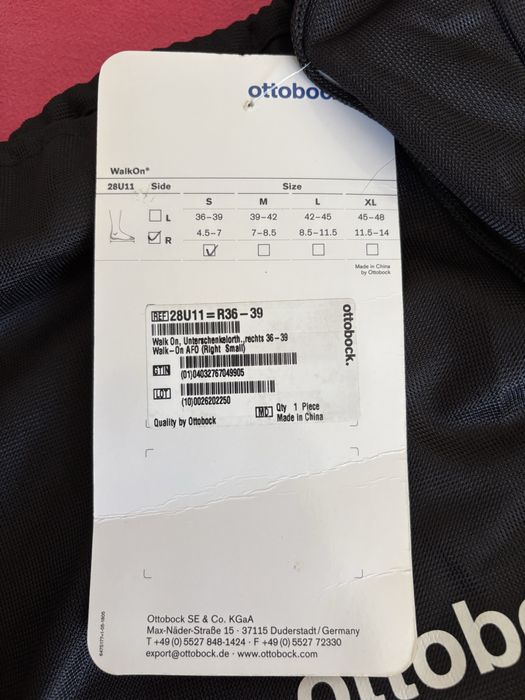 ottoboc
WalkOn®
28U11 Side Size
S M L XL
L 36–39 39–42 42–45 45–48
R 4.5–7 7–8.5 8.5–11.5 11.5–14
Made in China
by Ottobock
REF 28U11=R36-39
Walk On, Unterschenkelorth.,rechts 36-39
Walk-On AFO (Right Small)
GTIN
(01)04032767049905
LOT
(10)0026202250
MD Qty 1 Piece
Made in China
Quality by Ottobock
ottobock.
Ottobock SE & Co. KGaA
Max-Näder-Straße 15 · 37115 Duderstadt/Germany
T +49 (0) 5527 848-1424 · F +49 (0) 5527 72330
export@ottobock.de · www.ottobock.com
ottob